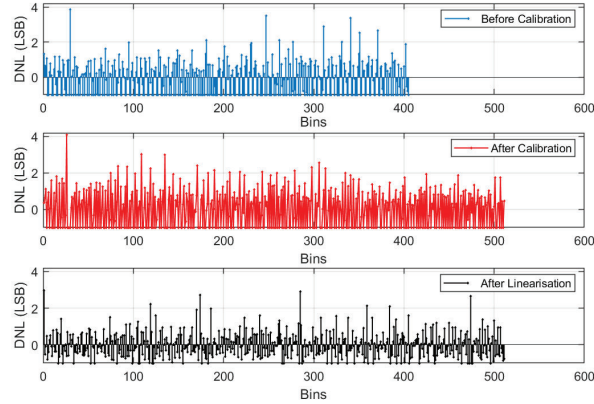 4
2
0
DNL (LSB)
Before Calibration
0 100 200 300 400 500 600
Bins
4
2
0
DNL (LSB)
After Calibration
0 100 200 300 400 500 600
Bins
4
2
0
DNL (LSB)
After Linearisation
0 100 200 300 400 500 600
Bins